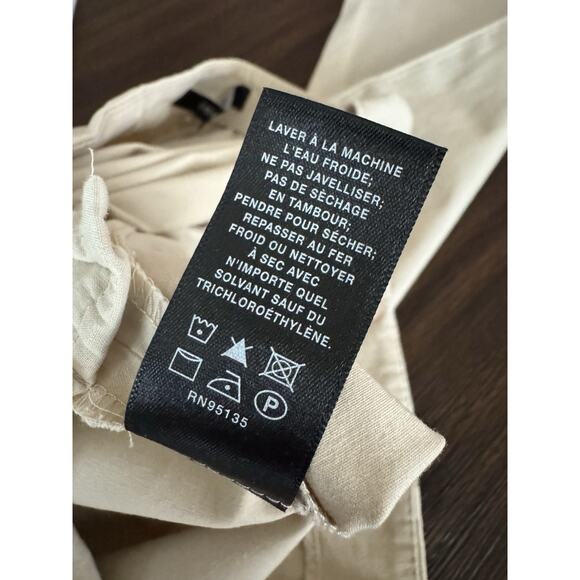 LAVER À LA MACHINE
L'EAU FROIDE;
NE PAS JAVELLISER;
PAS DE SÈCHAGE
EN TAMBOUR;
PENDRE POUR SÉCHER;
REPASSER AU FER
FROID OU NETTOYER
À SEC AVEC
N'IMPORTE QUEL
SOLVANT SAUF DU
TRICHLOROÉTHYLÈNE.
P
RN95135